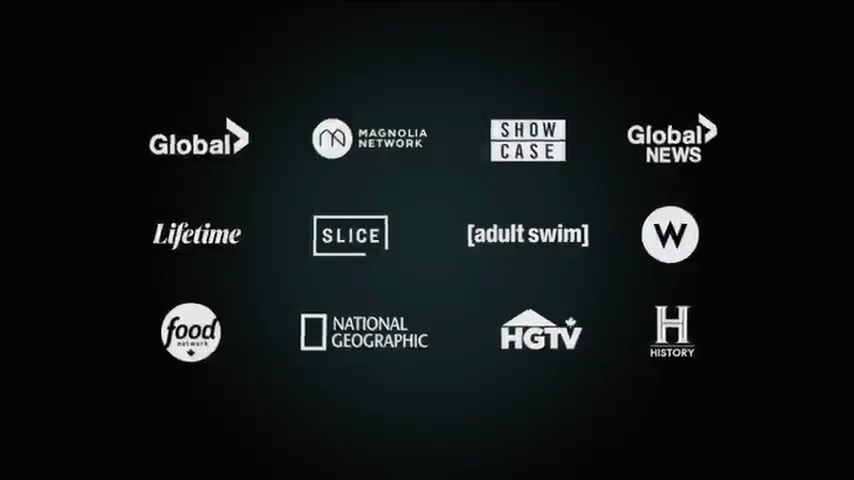 Global
MAGNOLIA
NETWORK
SHOW
CASE
Global
NEWS
Lifetime
SLICE
[adult swim]
W
food
network
NATIONAL
GEOGRAPHIC
HGTV
H
HISTORY